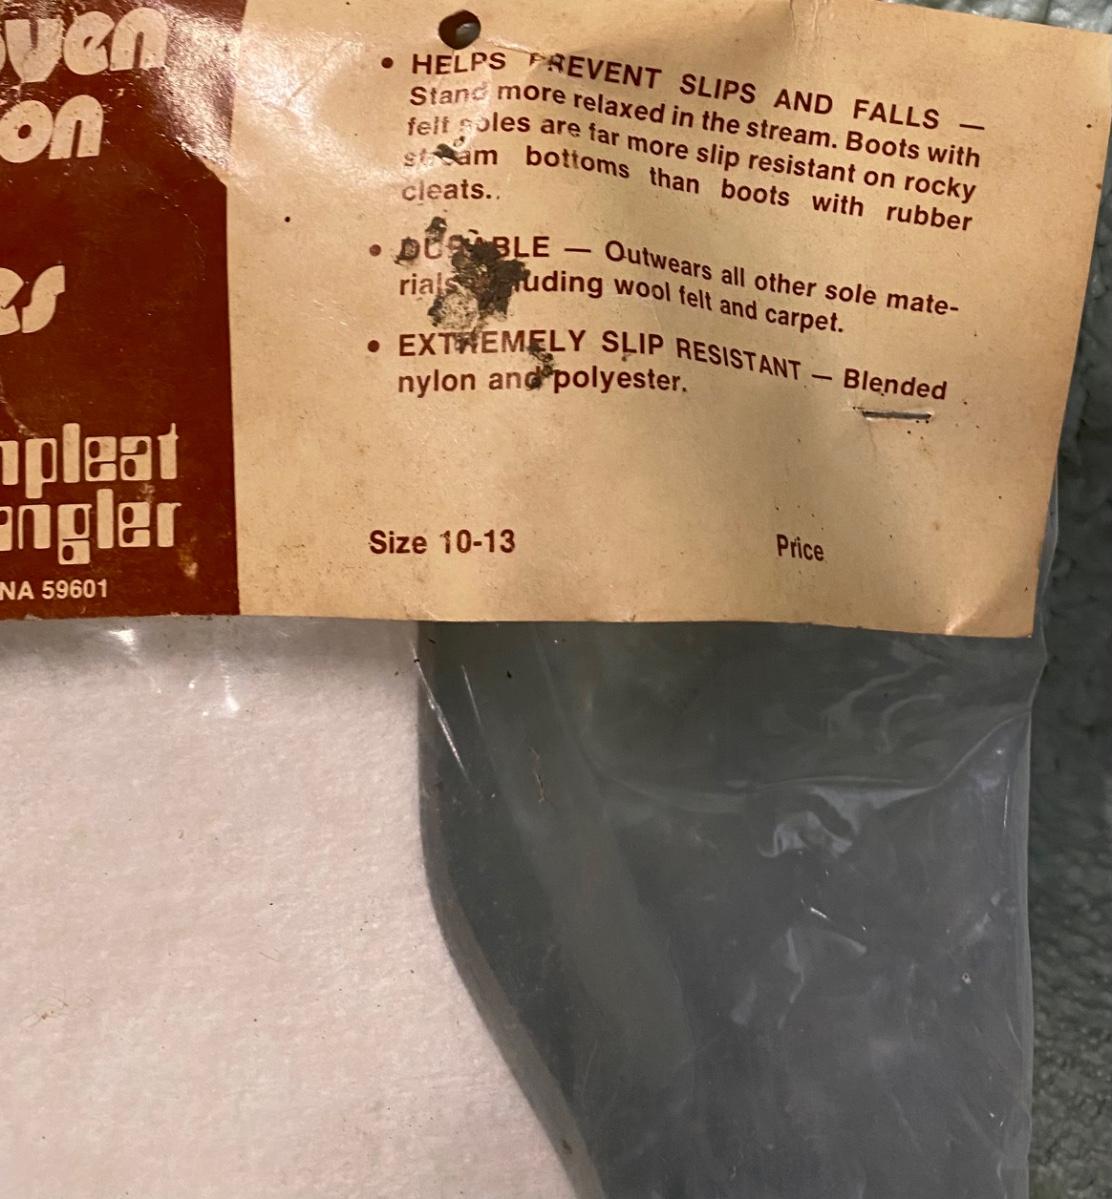 oven
on
es
mpleat
angler
NA 59601
• HELPS PREVENT SLIPS AND FALLS —
Stand more relaxed in the stream. Boots with
felt soles are far more slip resistant on rocky
stream bottoms than boots with rubber
cleats..
• DURABLE — Outwears all other sole mate-
rials including wool felt and carpet.
• EXTREMELY SLIP RESISTANT — Blended
nylon and polyester.
Size 10-13
Price